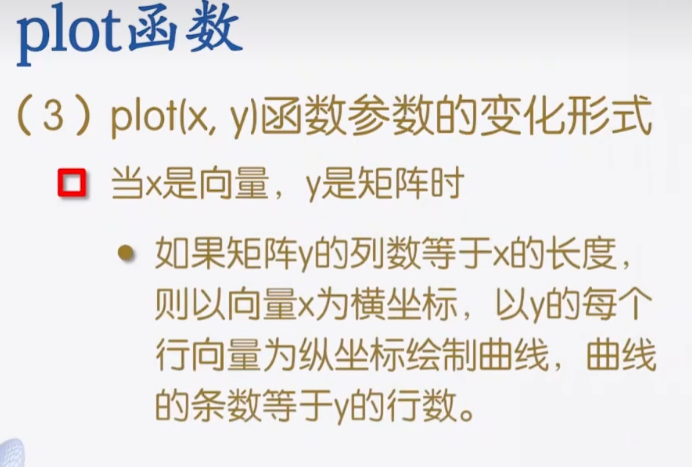 plot函数
（3）plot(x, y)函数参数的变化形式
当x是向量，y是矩阵时
如果矩阵y的列数等于x的长度，
则以向量x为横坐标，以y的每个
行向量为纵坐标绘制曲线，曲线
的条数等于y的行数。